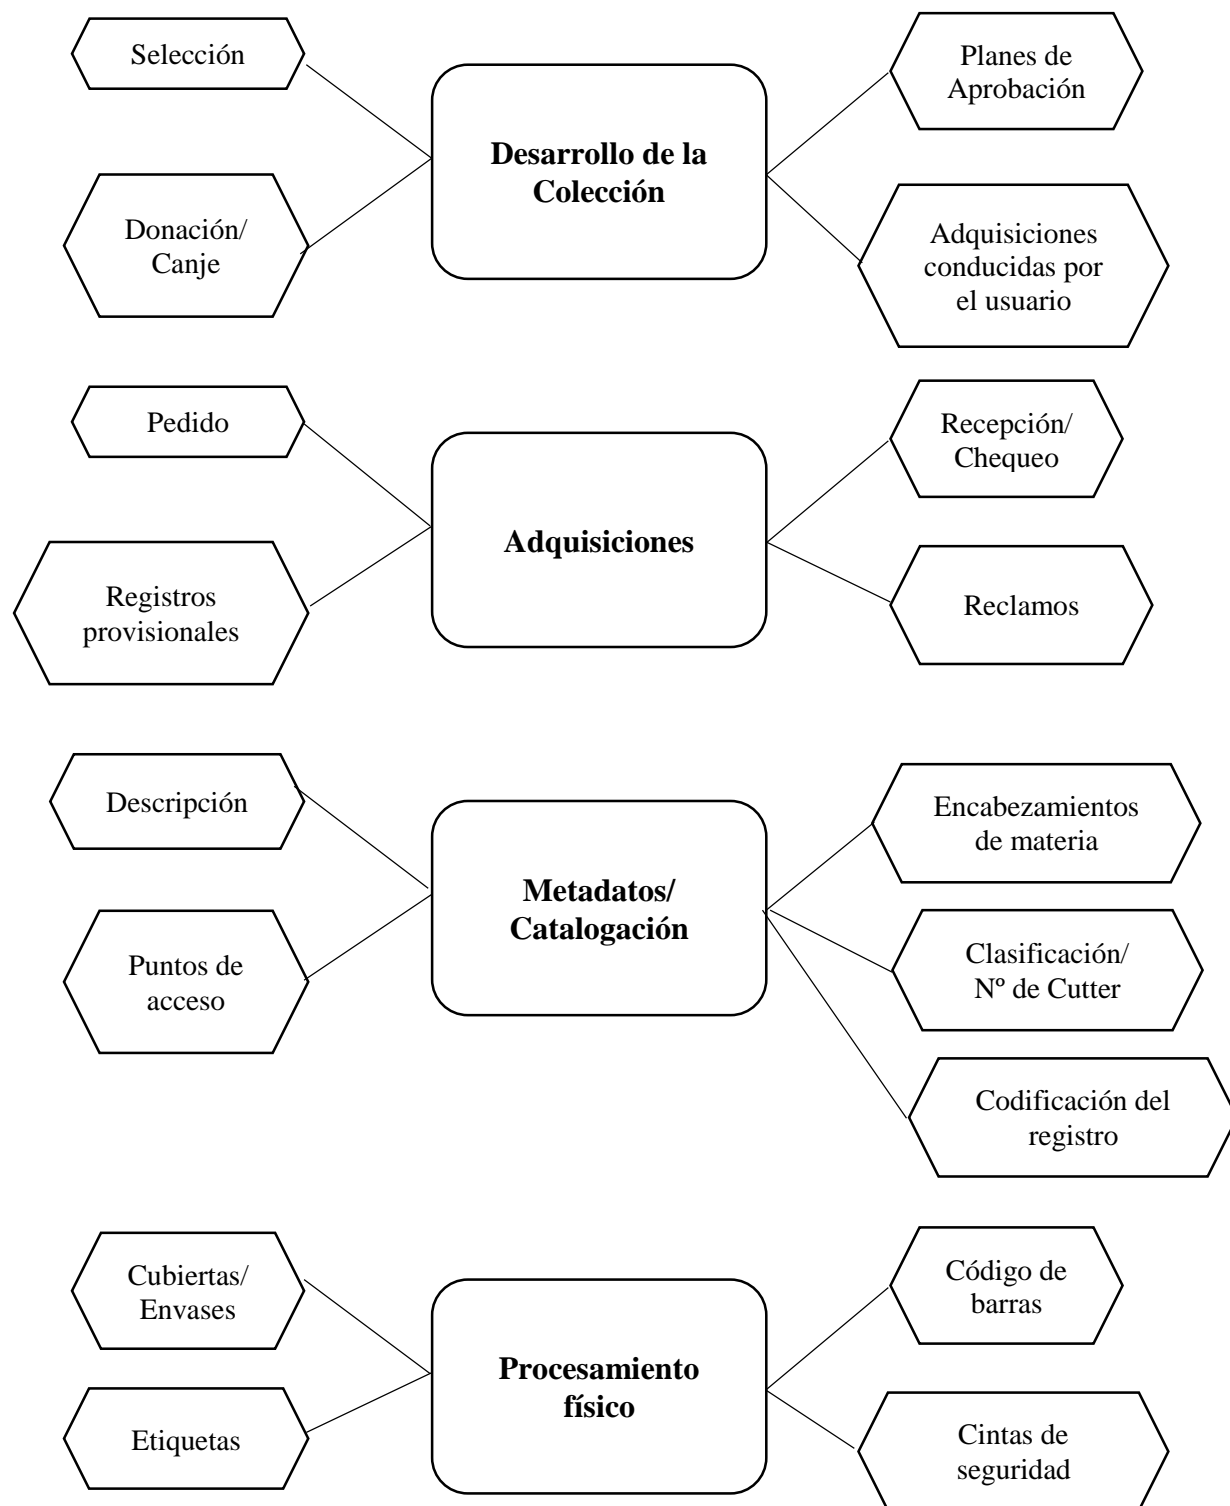 Selección
Planes de
Aprobación
Desarrollo de la
Colección
Donación/
Canje
Adquisiciones
conducidas por
el usuario
Pedido
Recepción/
Chequeo
Adquisiciones
Registros
provisionales
Reclamos
Descripción
Encabezamientos
de materia
Metadatos/
Catalogación
Puntos de
acceso
Clasificación/
Nº de Cutter
Codificación del
registro
Cubiertas/
Envases
Código de
barras
Procesamiento
físico
Etiquetas
Cintas de
seguridad